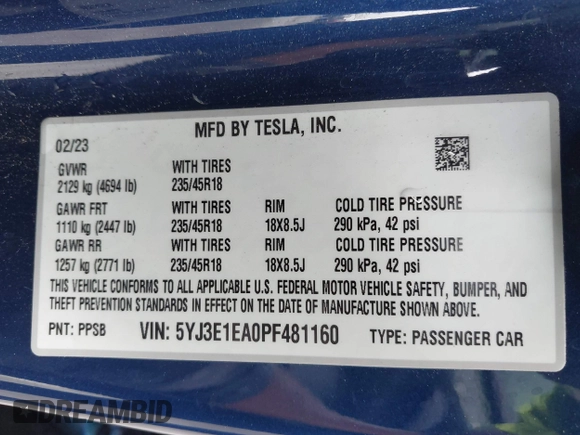 MFD BY TESLA, INC.
02/23
GVWR WITH TIRES
2129 kg (4694 lb) 235/45R18
GAWR FRT WITH TIRES RIM COLD TIRE PRESSURE
1110 kg (2447 lb) 235/45R18 18X8.5J 290 kPa, 42 psi
GAWR RR WITH TIRES RIM COLD TIRE PRESSURE
1257 kg (2771 lb) 235/45R18 18X8.5J 290 kPa, 42 psi
THIS VEHICLE CONFORMS TO ALL APPLICABLE U.S. FEDERAL MOTOR VEHICLE SAFETY, BUMPER, AND
THEFT PREVENTION STANDARDS IN EFFECT ON THE DATE OF MANUFACTURE SHOWN ABOVE.
PNT: PPSB VIN: 5YJ3E1EA0PF481160 TYPE: PASSENGER CAR
DREAMBID